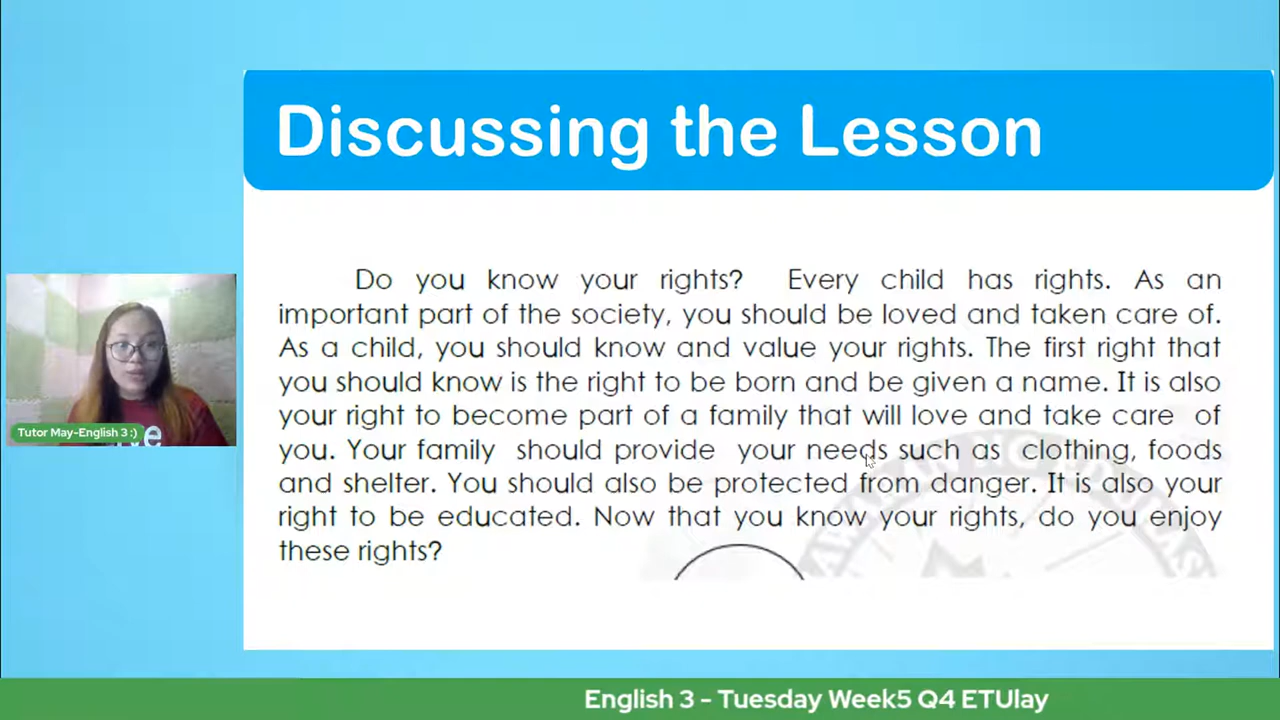 Discussing the Lesson
Do you know your rights? Every child has rights. As an
important part of the society, you should be loved and taken care of.
As a child, you should know and value your rights. The first right that
you should know is the right to be born and be given a name. It is also
your right to become part of a family that will love and take care of
you. Your family should provide your needs such as clothing, foods
and shelter. You should also be protected from danger. It is also your
right to be educated. Now that you know your rights, do you enjoy
these rights?
Tutor May-English 3 :)
English 3 - Tuesday Week5 Q4 ETUlay